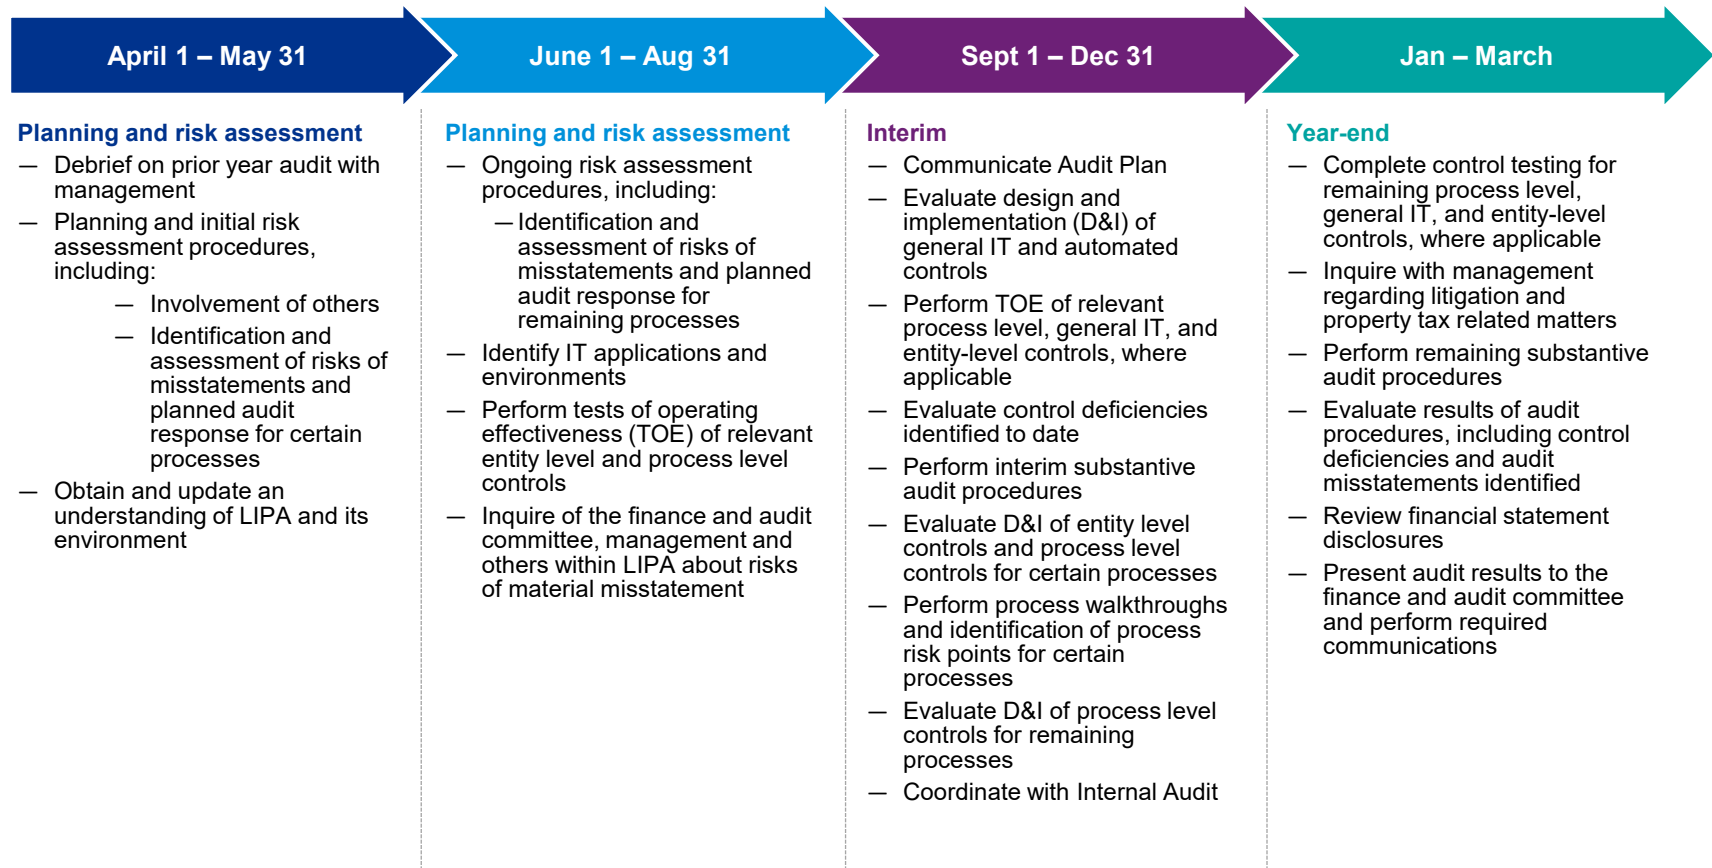 April 1 – May 31
June 1 – Aug 31
Sept 1 – Dec 31
Jan – March
Planning and risk assessment
— Debrief on prior year audit with
management
— Planning and initial risk
assessment procedures,
including:
— Involvement of others
— Identification and
assessment of risks of
misstatements and
planned audit
response for certain
processes
— Obtain and update an
understanding of LIPA and its
environment
Planning and risk assessment
— Ongoing risk assessment
procedures, including:
— Identification and
assessment of risks of
misstatements and planned
audit response for
remaining processes
— Identify IT applications and
environments
— Perform tests of operating
effectiveness (TOE) of relevant
entity level and process level
controls
— Inquire of the finance and audit
committee, management and
others within LIPA about risks
of material misstatement
Interim
— Communicate Audit Plan
— Evaluate design and
implementation (D&I) of
general IT and automated
controls
— Perform TOE of relevant
process level, general IT, and
entity-level controls, where
applicable
— Evaluate control deficiencies
identified to date
— Perform interim substantive
audit procedures
— Evaluate D&I of entity level
controls and process level
controls for certain processes
— Perform process walkthroughs
and identification of process
risk points for certain
processes
— Evaluate D&I of process level
controls for remaining
processes
— Coordinate with Internal Audit
Year-end
— Complete control testing for
remaining process level,
general IT, and entity-level
controls, where applicable
— Inquire with management
regarding litigation and
property tax related matters
— Perform remaining substantive
audit procedures
— Evaluate results of audit
procedures, including control
deficiencies and audit
misstatements identified
— Review financial statement
disclosures
— Present audit results to the
finance and audit committee
and perform required
communications